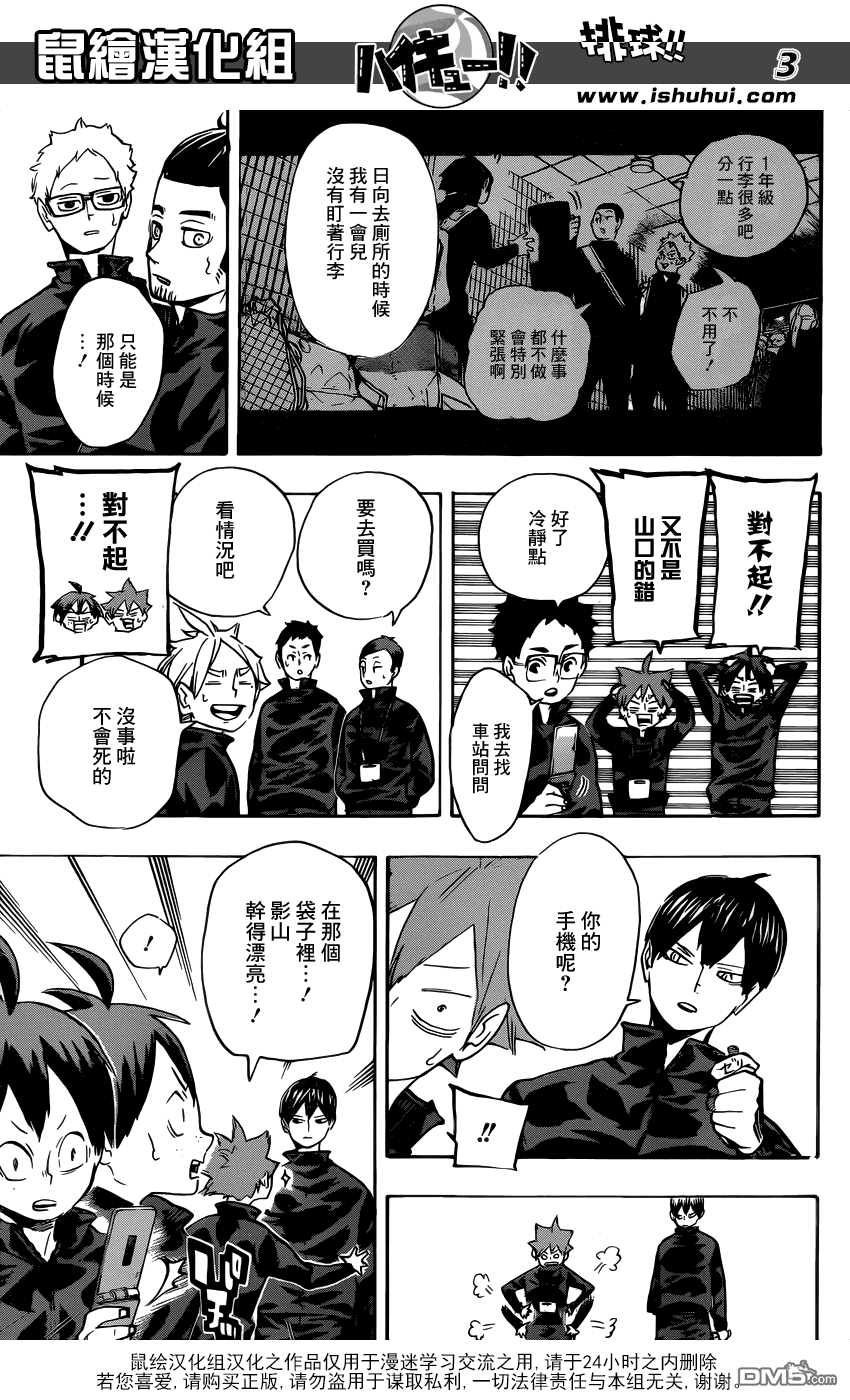 鼠繪漢化組
ハイキュー!!
排球!!
3
www.ishuhui.com
1年級
行李很多吧
分一點
不
不用了!
什麼事
都不做
會特別
緊張啊
日向去廁所的時候
我有一會兒
沒有盯著行李
只能是
那個時候
…!
對不起!!
又不是
山口的錯
好了
冷靜點
我去找
車站問問
要去買嗎?
看情況吧
對不起
…!!
沒事啦
不會死的
你的
手機呢?
ゼリ
!!
在那個
袋子裡…!
影山
幹得漂亮…!
!
鼠绘汉化组汉化之作品仅用于漫迷学习交流之用, 请于24小时之内删除
若您喜爱, 请购买正版, 请勿盗用于谋取私利, 一切法律责任与本组无关, 谢谢。
DM5.com